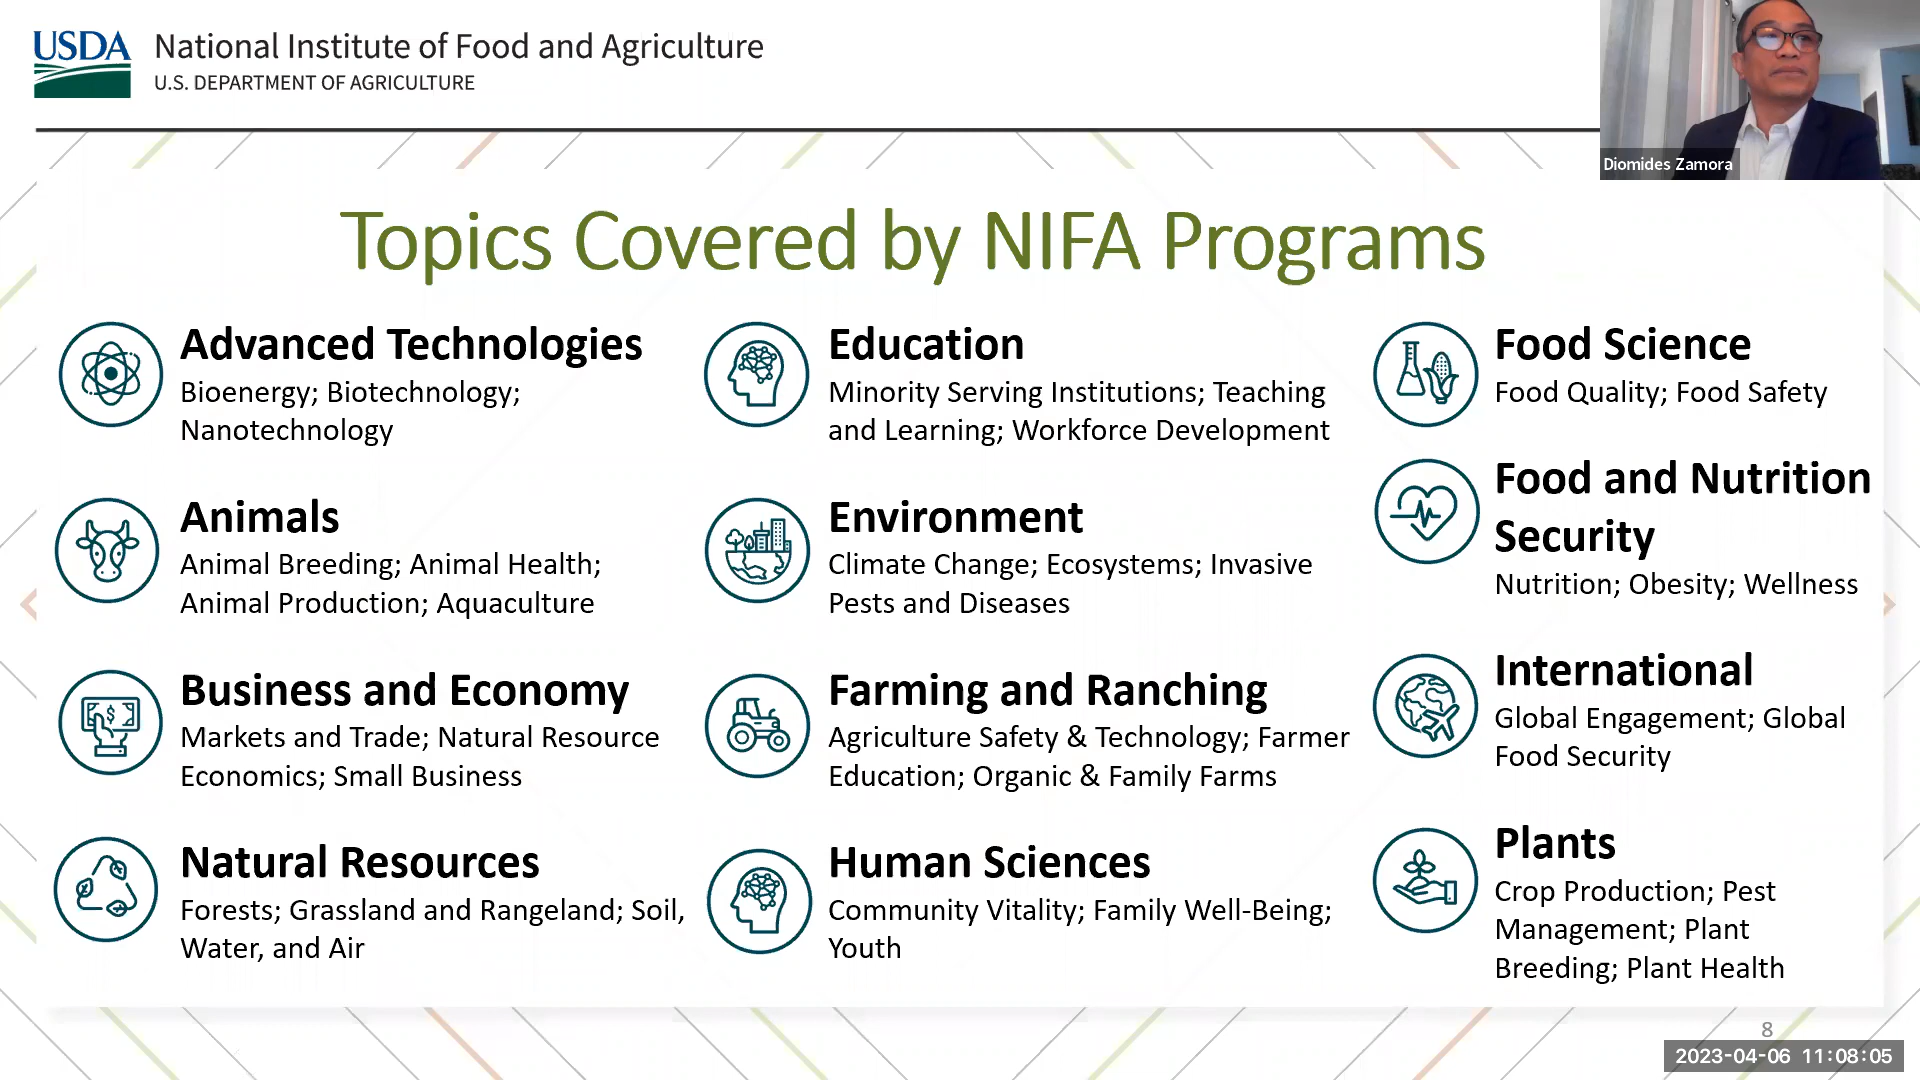 USDA
National Institute of Food and Agriculture
U.S. DEPARTMENT OF AGRICULTURE
Diomides Zamora
Topics Covered by NIFA Programs
Advanced Technologies
Bioenergy; Biotechnology;
Nanotechnology
Animals
Animal Breeding; Animal Health;
Animal Production; Aquaculture
Business and Economy
Markets and Trade; Natural Resource
Economics; Small Business
Natural Resources
Forests; Grassland and Rangeland; Soil,
Water, and Air
Education
Minority Serving Institutions; Teaching
and Learning; Workforce Development
Environment
Climate Change; Ecosystems; Invasive
Pests and Diseases
Farming and Ranching
Agriculture Safety & Technology; Farmer
Education; Organic & Family Farms
Human Sciences
Community Vitality; Family Well-Being;
Youth
Food Science
Food Quality; Food Safety
Food and Nutrition
Security
Nutrition; Obesity; Wellness
International
Global Engagement; Global
Food Security
Plants
Crop Production; Pest
Management; Plant
Breeding; Plant Health
8
2023-04-06 11:08:05